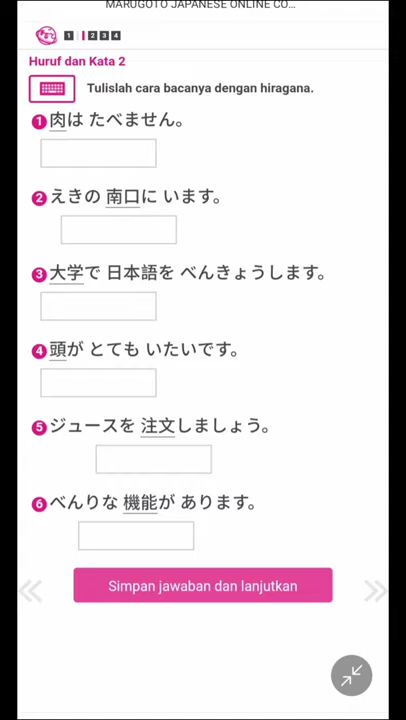 MARUGOTO JAPANESE ONLINE CO...
1 2 3 4
Huruf dan Kata 2
Tulislah cara bacanya dengan hiragana.
1 肉は たべません。
2 えきの 南口に います。
3 大学で 日本語を べんきょうします。
4 頭が とても いたいです。
5 ジュースを 注文しましょう。
6 べんりな 機能が あります。
Simpan jawaban dan lanjutkan